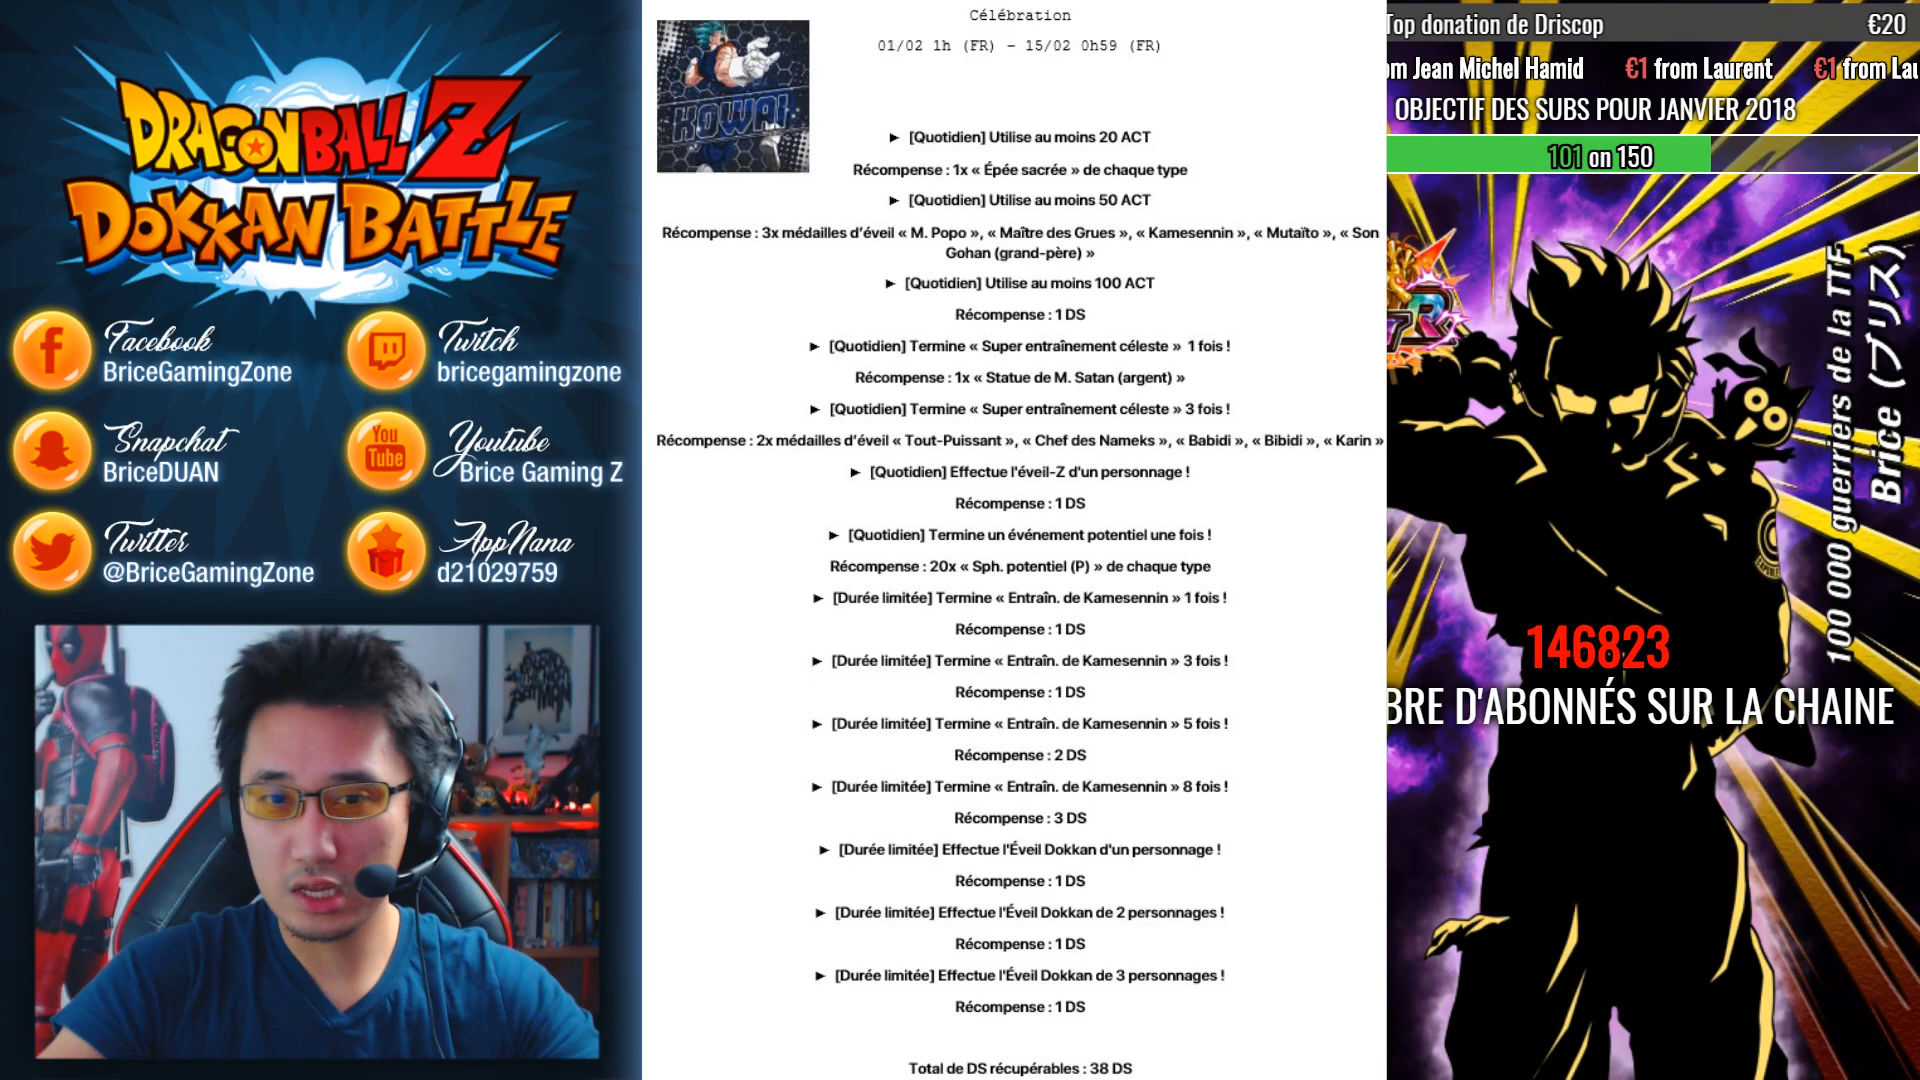 DRAGON BALL Z
DOKKAN BATTLE
Facebook
BriceGamingZone
Twitch
bricegamingzone
Snapchat
BriceDUAN
You
Tube
Youtube
Brice Gaming Z
Twitter
@BriceGamingZone
AppNana
d21029759
Célébration
01/02 1h (FR) – 15/02 0h59 (FR)
KOWAI
► [Quotidien] Utilise au moins 20 ACT
Récompense : 1x « Épée sacrée » de chaque type
► [Quotidien] Utilise au moins 50 ACT
Récompense : 3x médailles d'éveil « M. Popo », « Maître des Grues », « Kamesennin », « Mutaïto », « Son
Gohan (grand-père) »
► [Quotidien] Utilise au moins 100 ACT
Récompense : 1 DS
► [Quotidien] Termine « Super entraînement céleste » 1 fois !
Récompense : 1x « Statue de M. Satan (argent) »
► [Quotidien] Termine « Super entraînement céleste » 3 fois !
Récompense : 2x médailles d'éveil « Tout-Puissant », « Chef des Nameks », « Babidi », « Bibidi », « Karin »
► [Quotidien] Effectue l'éveil-Z d'un personnage !
Récompense : 1 DS
► [Quotidien] Termine un événement potentiel une fois !
Récompense : 20x « Sph. potentiel (P) » de chaque type
► [Durée limitée] Termine « Entraîn. de Kamesennin » 1 fois !
Récompense : 1 DS
► [Durée limitée] Termine « Entraîn. de Kamesennin » 3 fois !
Récompense : 1 DS
► [Durée limitée] Termine « Entraîn. de Kamesennin » 5 fois !
Récompense : 2 DS
► [Durée limitée] Termine « Entraîn. de Kamesennin » 8 fois !
Récompense : 3 DS
► [Durée limitée] Effectue l'Éveil Dokkan d'un personnage !
Récompense : 1 DS
► [Durée limitée] Effectue l'Éveil Dokkan de 2 personnages !
Récompense : 1 DS
► [Durée limitée] Effectue l'Éveil Dokkan de 3 personnages !
Récompense : 1 DS
Total de DS récupérables : 38 DS
Top donation de Driscop €20
om Jean Michel Hamid €1 from Laurent €1 from Lau
OBJECTIF DES SUBS POUR JANVIER 2018
101 on 150
100 000 guerriers de la TTF
Brice (ブリス)
146823
BRE D'ABONNÉS SUR LA CHAINE